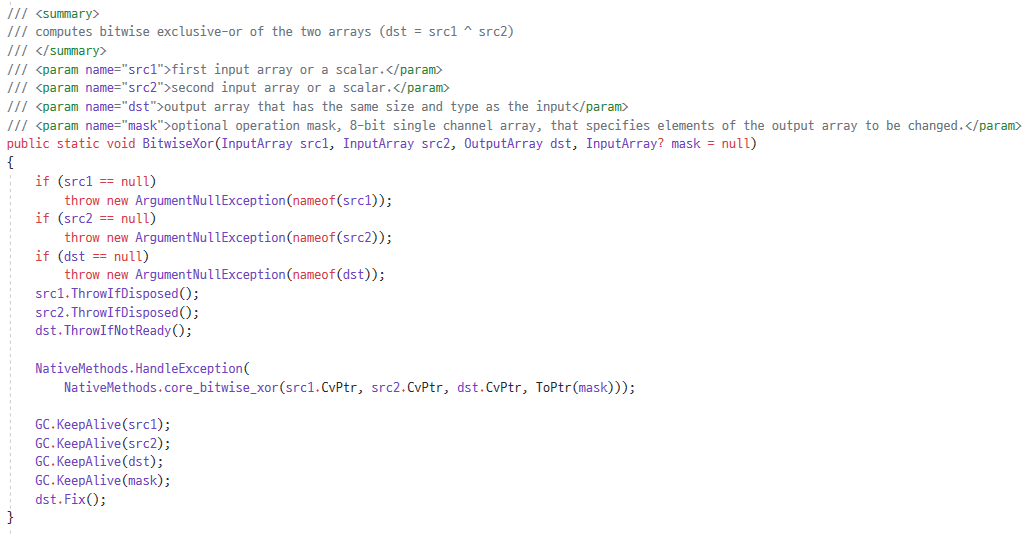 /// <summary>
/// computes bitwise exclusive-or of the two arrays (dst = src1 ^ src2)
/// </summary>
/// <param name="src1">first input array or a scalar.</param>
/// <param name="src2">second input array or a scalar.</param>
/// <param name="dst">output array that has the same size and type as the input</param>
/// <param name="mask">optional operation mask, 8-bit single channel array, that specifies elements of the output array to be changed.</param>
public static void BitwiseXor(InputArray src1, InputArray src2, OutputArray dst, InputArray? mask = null)
{
    if (src1 == null)
        throw new ArgumentNullException(nameof(src1));
    if (src2 == null)
        throw new ArgumentNullException(nameof(src2));
    if (dst == null)
        throw new ArgumentNullException(nameof(dst));
    src1.ThrowIfDisposed();
    src2.ThrowIfDisposed();
    dst.ThrowIfNotReady();

    NativeMethods.HandleException(
        NativeMethods.core_bitwise_xor(src1.CvPtr, src2.CvPtr, dst.CvPtr, ToPtr(mask)));

    GC.KeepAlive(src1);
    GC.KeepAlive(src2);
    GC.KeepAlive(dst);
    GC.KeepAlive(mask);
    dst.Fix();
}